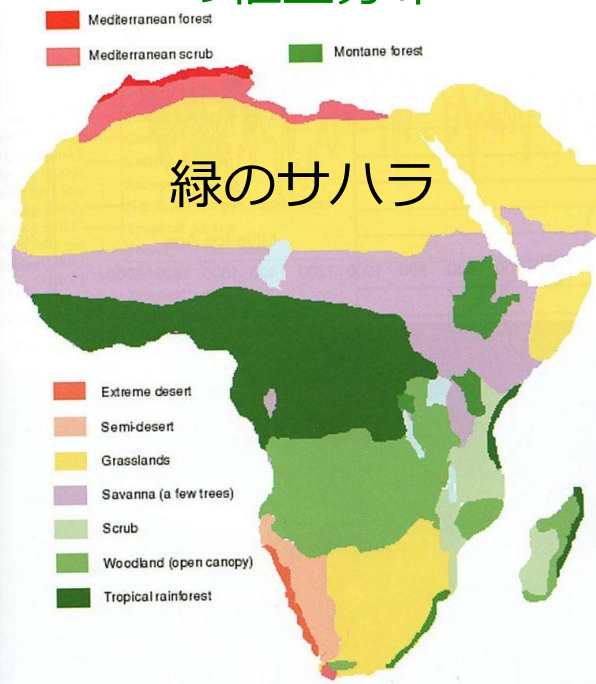 Mediterranean forest
Mediterranean scrub
Montane forest
緑のサハラ
Extreme desert
Semi-desert
Grasslands
Savanna (a few trees)
Scrub
Woodland (open canopy)
Tropical rainforest